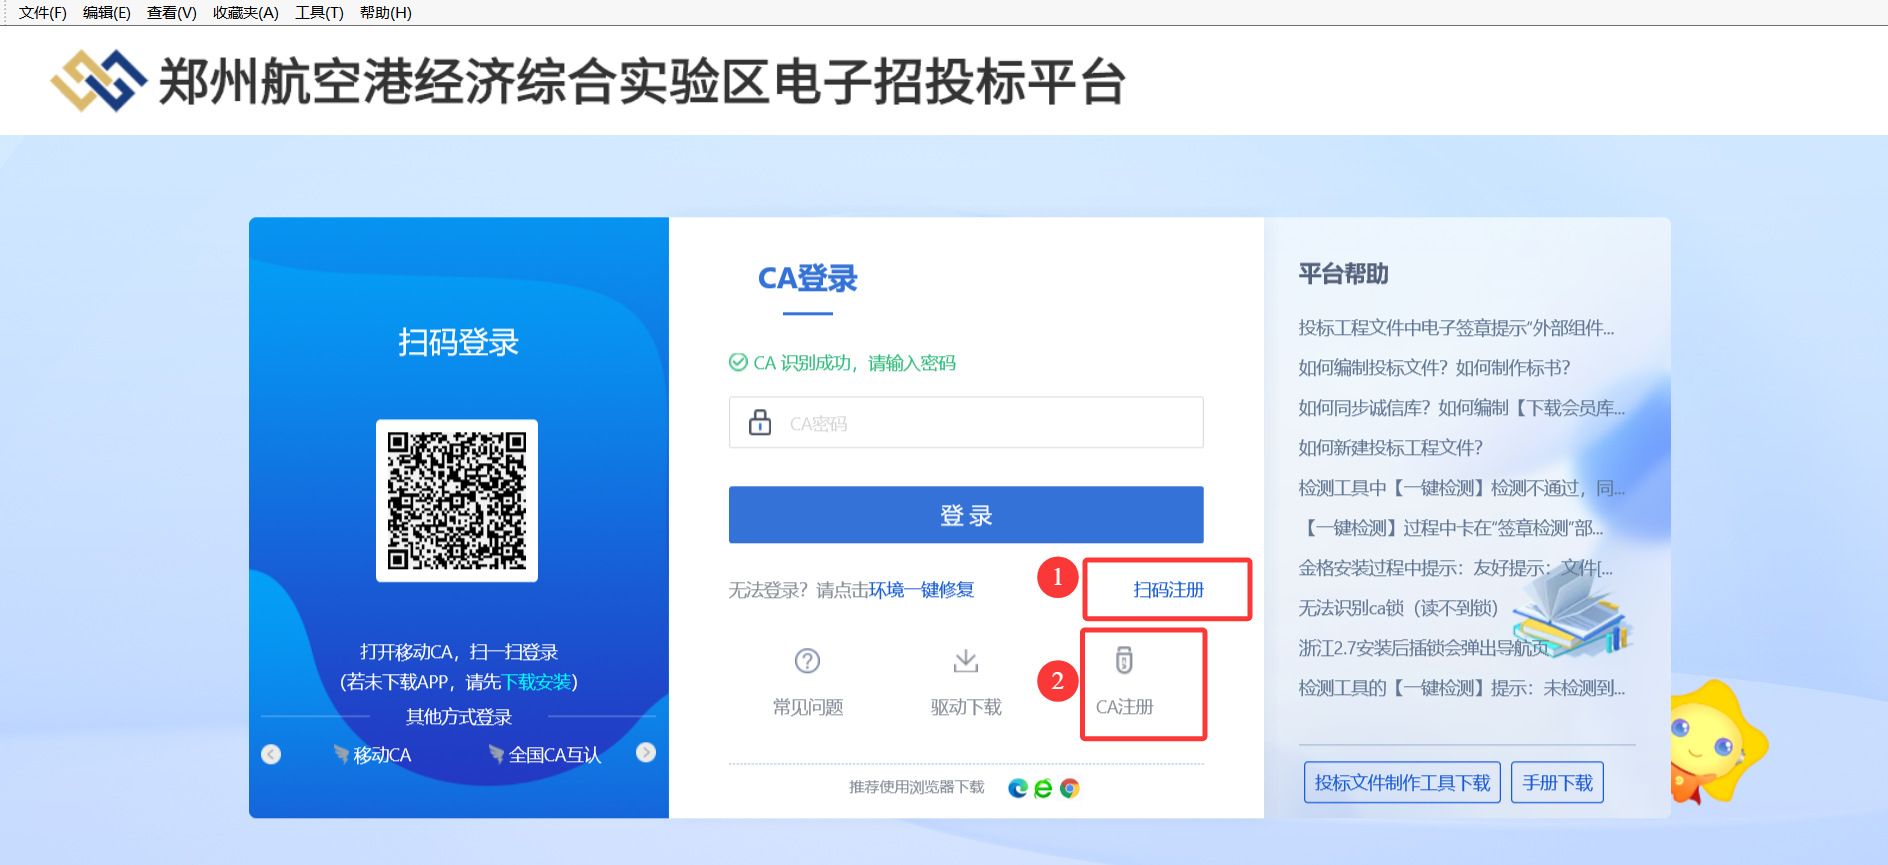 文件(F) 编辑(E) 查看(V) 收藏夹(A) 工具(T) 帮助(H)
郑州航空港经济综合实验区电子招投标平台
扫码登录
打开移动CA，扫一扫登录
(若未下载APP，请先下载安装)
其他方式登录
移动CA 全国CA互认
CA登录
CA 识别成功，请输入密码
CA密码
登 录
无法登录？请点击环境一键修复
1 扫码注册
常见问题 驱动下载 2 CA注册
推荐使用浏览器下载
平台帮助
投标工程文件中电子签章提示"外部组件...
如何编制投标文件？如何制作标书？
如何同步诚信库？如何编制【下载会员库...
如何新建投标工程文件？
检测工具中【一键检测】检测不通过，同...
【一键检测】过程中卡在"签章检测"部...
金格安装过程中提示：友好提示：文件[...
无法识别ca锁（读不到锁）
浙江2.7安装后插锁会弹出导航页
检测工具的【一键检测】提示：未检测到...
投标文件制作工具下载 手册下载